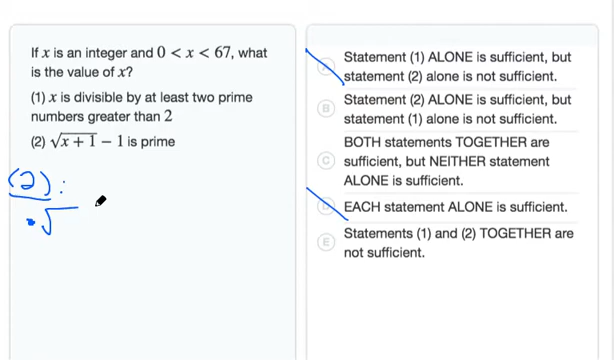 If x is an integer and 0 < x < 67, what
is the value of x?
(1) x is divisible by at least two prime
numbers greater than 2
(2) √x + 1 − 1 is prime
(2) :
√
A Statement (1) ALONE is sufficient, but
statement (2) alone is not sufficient.
B Statement (2) ALONE is sufficient, but
statement (1) alone is not sufficient.
C BOTH statements TOGETHER are
sufficient, but NEITHER statement
ALONE is sufficient.
D EACH statement ALONE is sufficient.
E Statements (1) and (2) TOGETHER are
not sufficient.